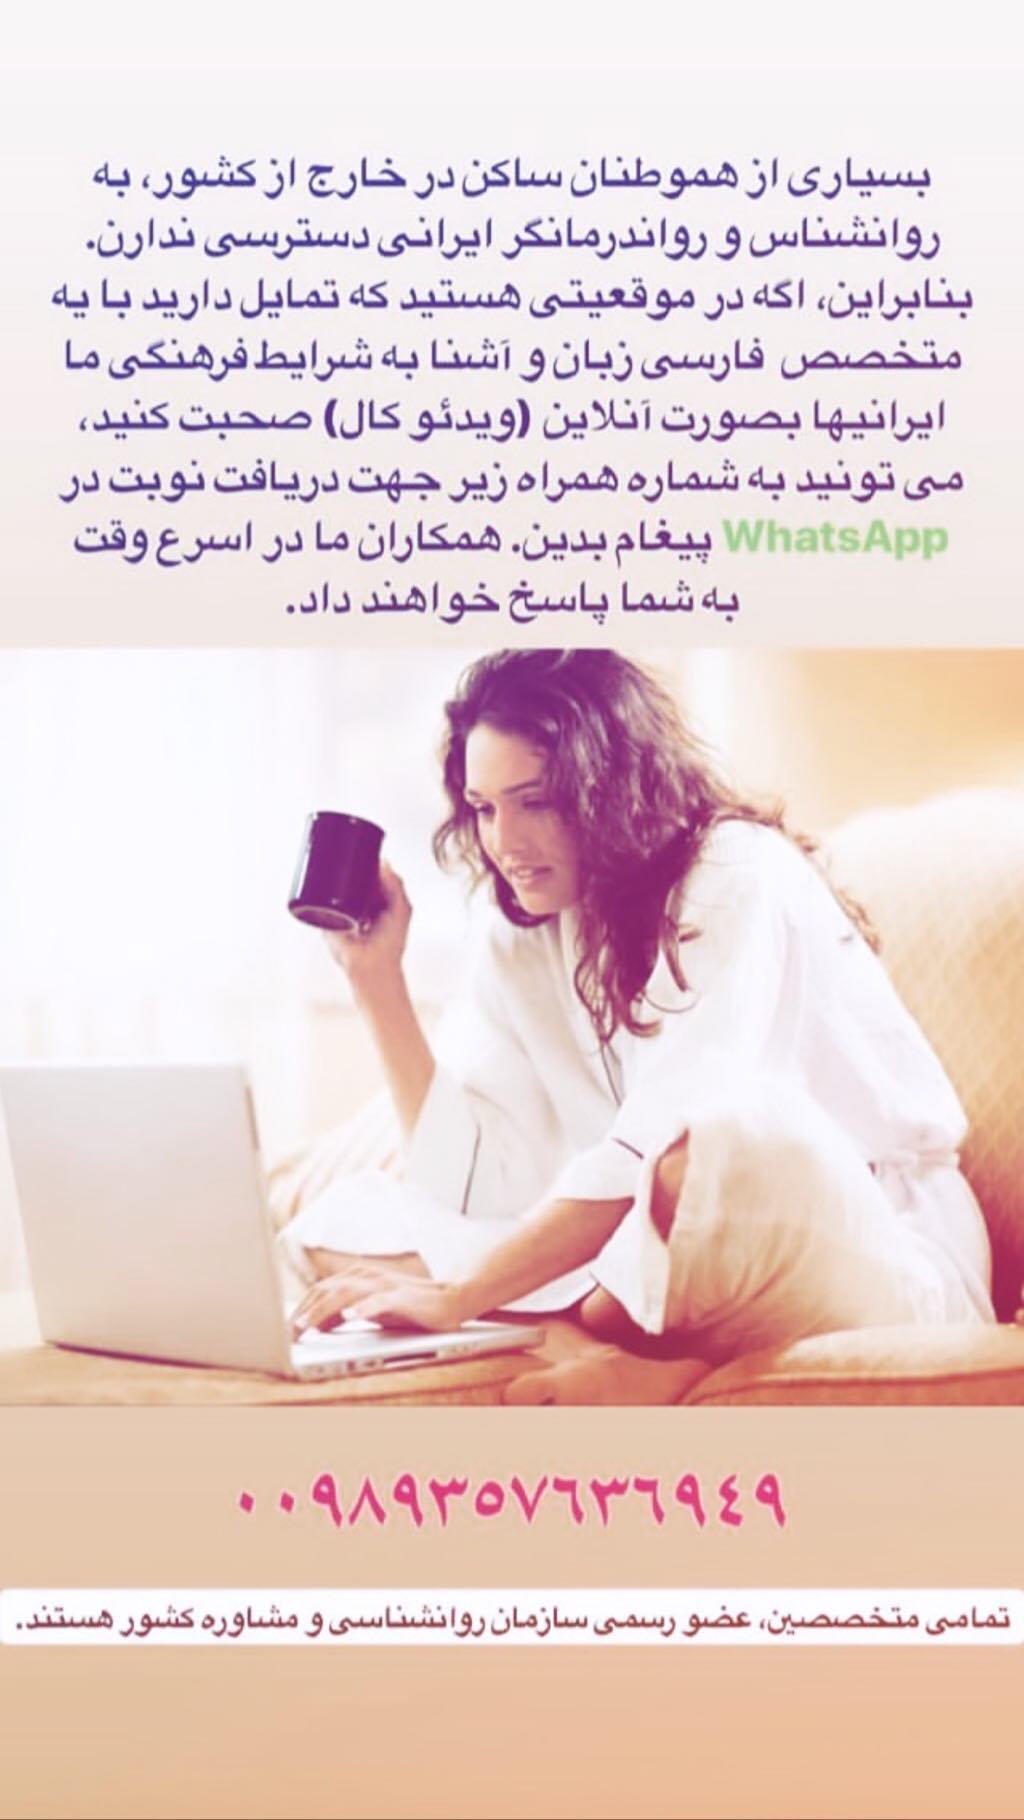 بسیاری از هموطنان ساکن در خارج از کشور، به
روانشناس و رواندرمانگر ایرانی دسترسی ندارن.
بنابراین، اگه در موقعیتی هستید که تمایل دارید با یه
متخصص فارسی زبان و آشنا به شرایط فرهنگی ما
ایرانیها بصورت آنلاین (ویدئو کال) صحبت کنید،
می تونید به شماره همراه زیر جهت دریافت نوبت در
WhatsApp پیغام بدین. همکاران ما در اسرع وقت
به شما پاسخ خواهند داد.
٠٠٩٨٩٣٥٧٦٣٦٩٤٩
تمامی متخصصین، عضو رسمی سازمان روانشناسی و مشاوره کشور هستند.